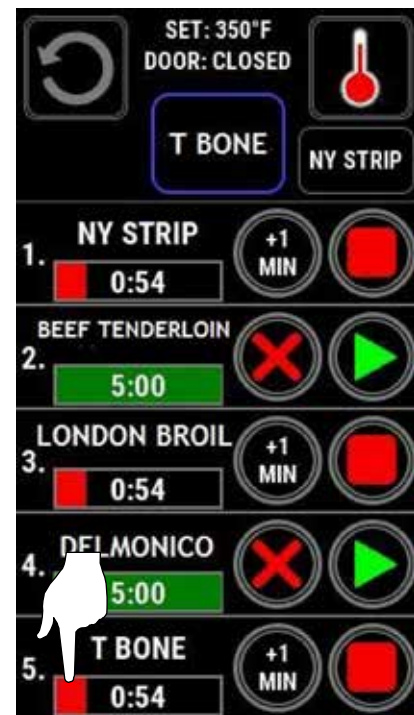 SET: 350°F
DOOR: CLOSED
T BONE
NY STRIP
1. NY STRIP
0:54
+1
MIN
2. BEEF TENDERLOIN
5:00
3. LONDON BROIL
0:54
+1
MIN
4. DELMONICO
5:00
5. T BONE
0:54
+1
MIN